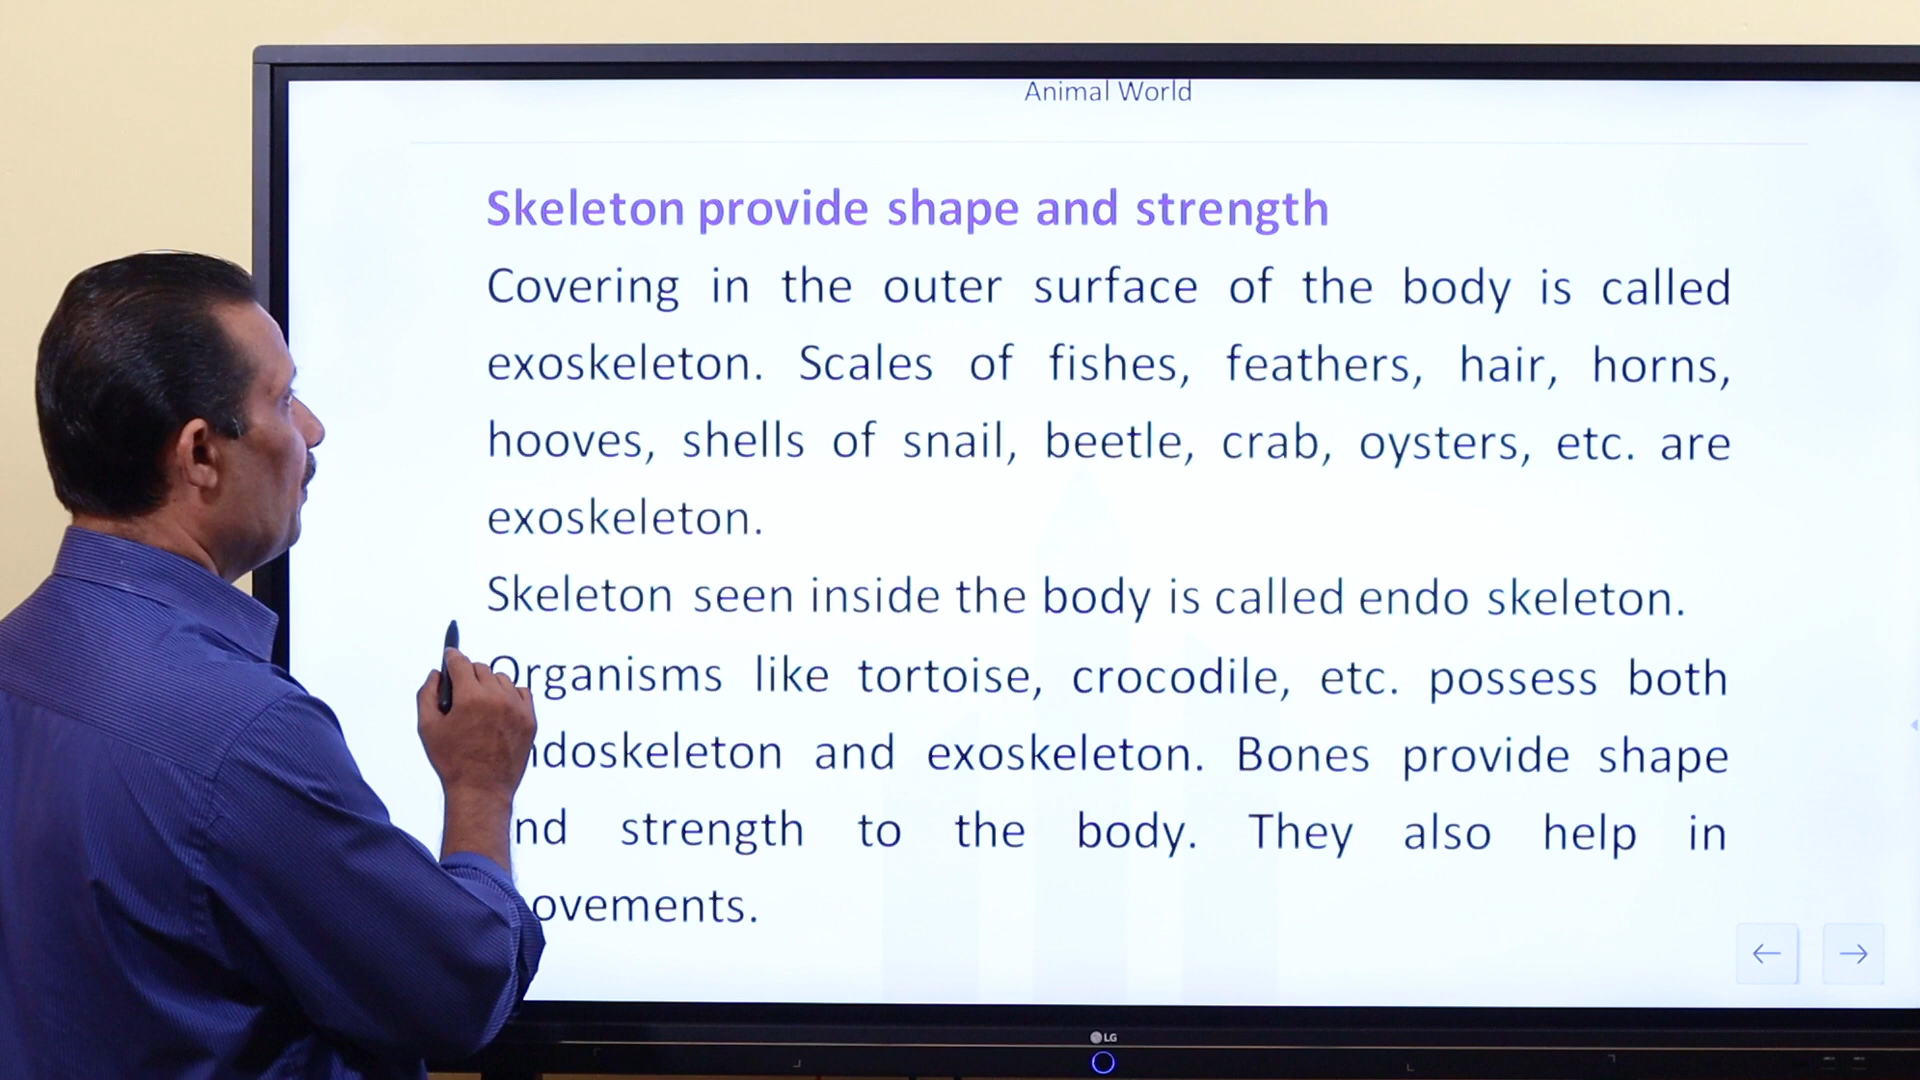 Animal World
Skeleton provide shape and strength
Covering in the outer surface of the body is called
exoskeleton. Scales of fishes, feathers, hair, horns,
hooves, shells of snail, beetle, crab, oysters, etc. are
exoskeleton.
Skeleton seen inside the body is called endo skeleton.
Organisms like tortoise, crocodile, etc. possess both
ndoskeleton and exoskeleton. Bones provide shape
nd strength to the body. They also help in
ovements.
LG